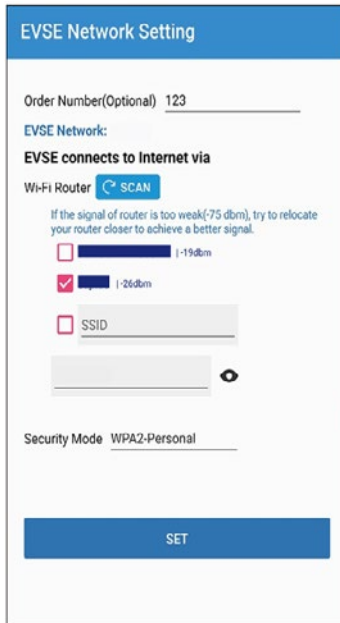 EVSE Network Setting
Order Number(Optional) 123
EVSE Network:
EVSE connects to Internet via
Wi-Fi Router SCAN
If the signal of router is too weak(-75 dbm), try to relocate
your router closer to achieve a better signal.
|-19dbm
|-26dbm
SSID
Security Mode WPA2-Personal
SET